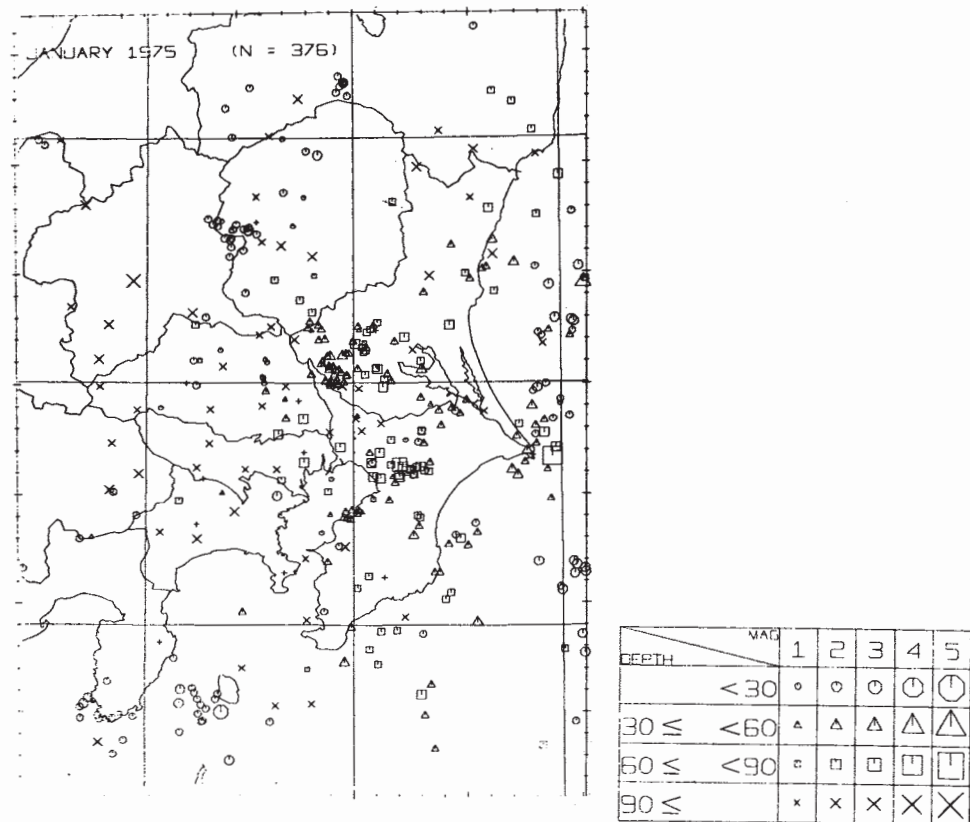 JANUARY 1975 (N = 376)
MAG 1 2 3 4 5
DEPTH
<30
30 ≤ <60
60 ≤ <90
90 ≤